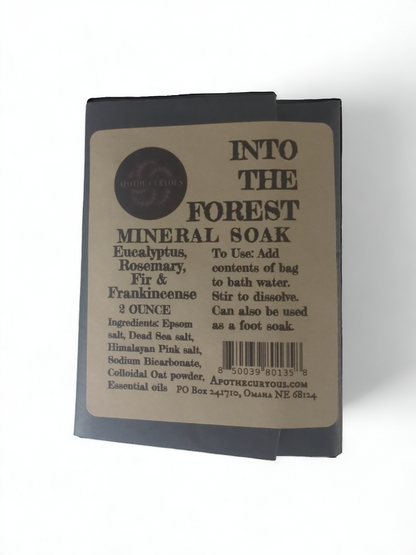 APOTHECURYOUS
INTO
THE
FOREST
MINERAL SOAK
Eucalyptus,
Rosemary,
Fir &
Frankincense
2 OUNCE
Ingredients: Epsom
salt, Dead Sea salt,
Himalayan Pink salt,
Sodium Bicarbonate,
Colloidal Oat powder,
Essential oils
To Use: Add
contents of bag
to bath water.
Stir to dissolve.
Can also be used
as a foot soak.
8 50039 80135 8
Apothecuryous.com
PO Box 241710, Omaha NE 68124